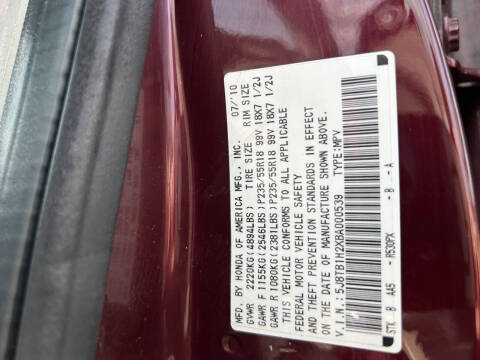 MFD. BY HONDA OF AMERICA MFG., INC. 07/10
GVWR 2220KG(4894LBS) TIRE SIZE RIM SIZE
GAWR F 1155KG(2546LBS)P235/55R18 99V 18X7 1/2J
GAWR R 1080KG(2381LBS)P235/55R18 99V 18X7 1/2J
THIS VEHICLE CONFORMS TO ALL APPLICABLE
FEDERAL MOTOR VEHICLE SAFETY
AND THEFT PREVENTION STANDARDS IN EFFECT
ON THE DATE OF MANUFACTURE SHOWN ABOVE.
V.I.N.: 5J8TB1H2XBA000539 TYPE:MPV
STX B AA5 - R530PX - B - A